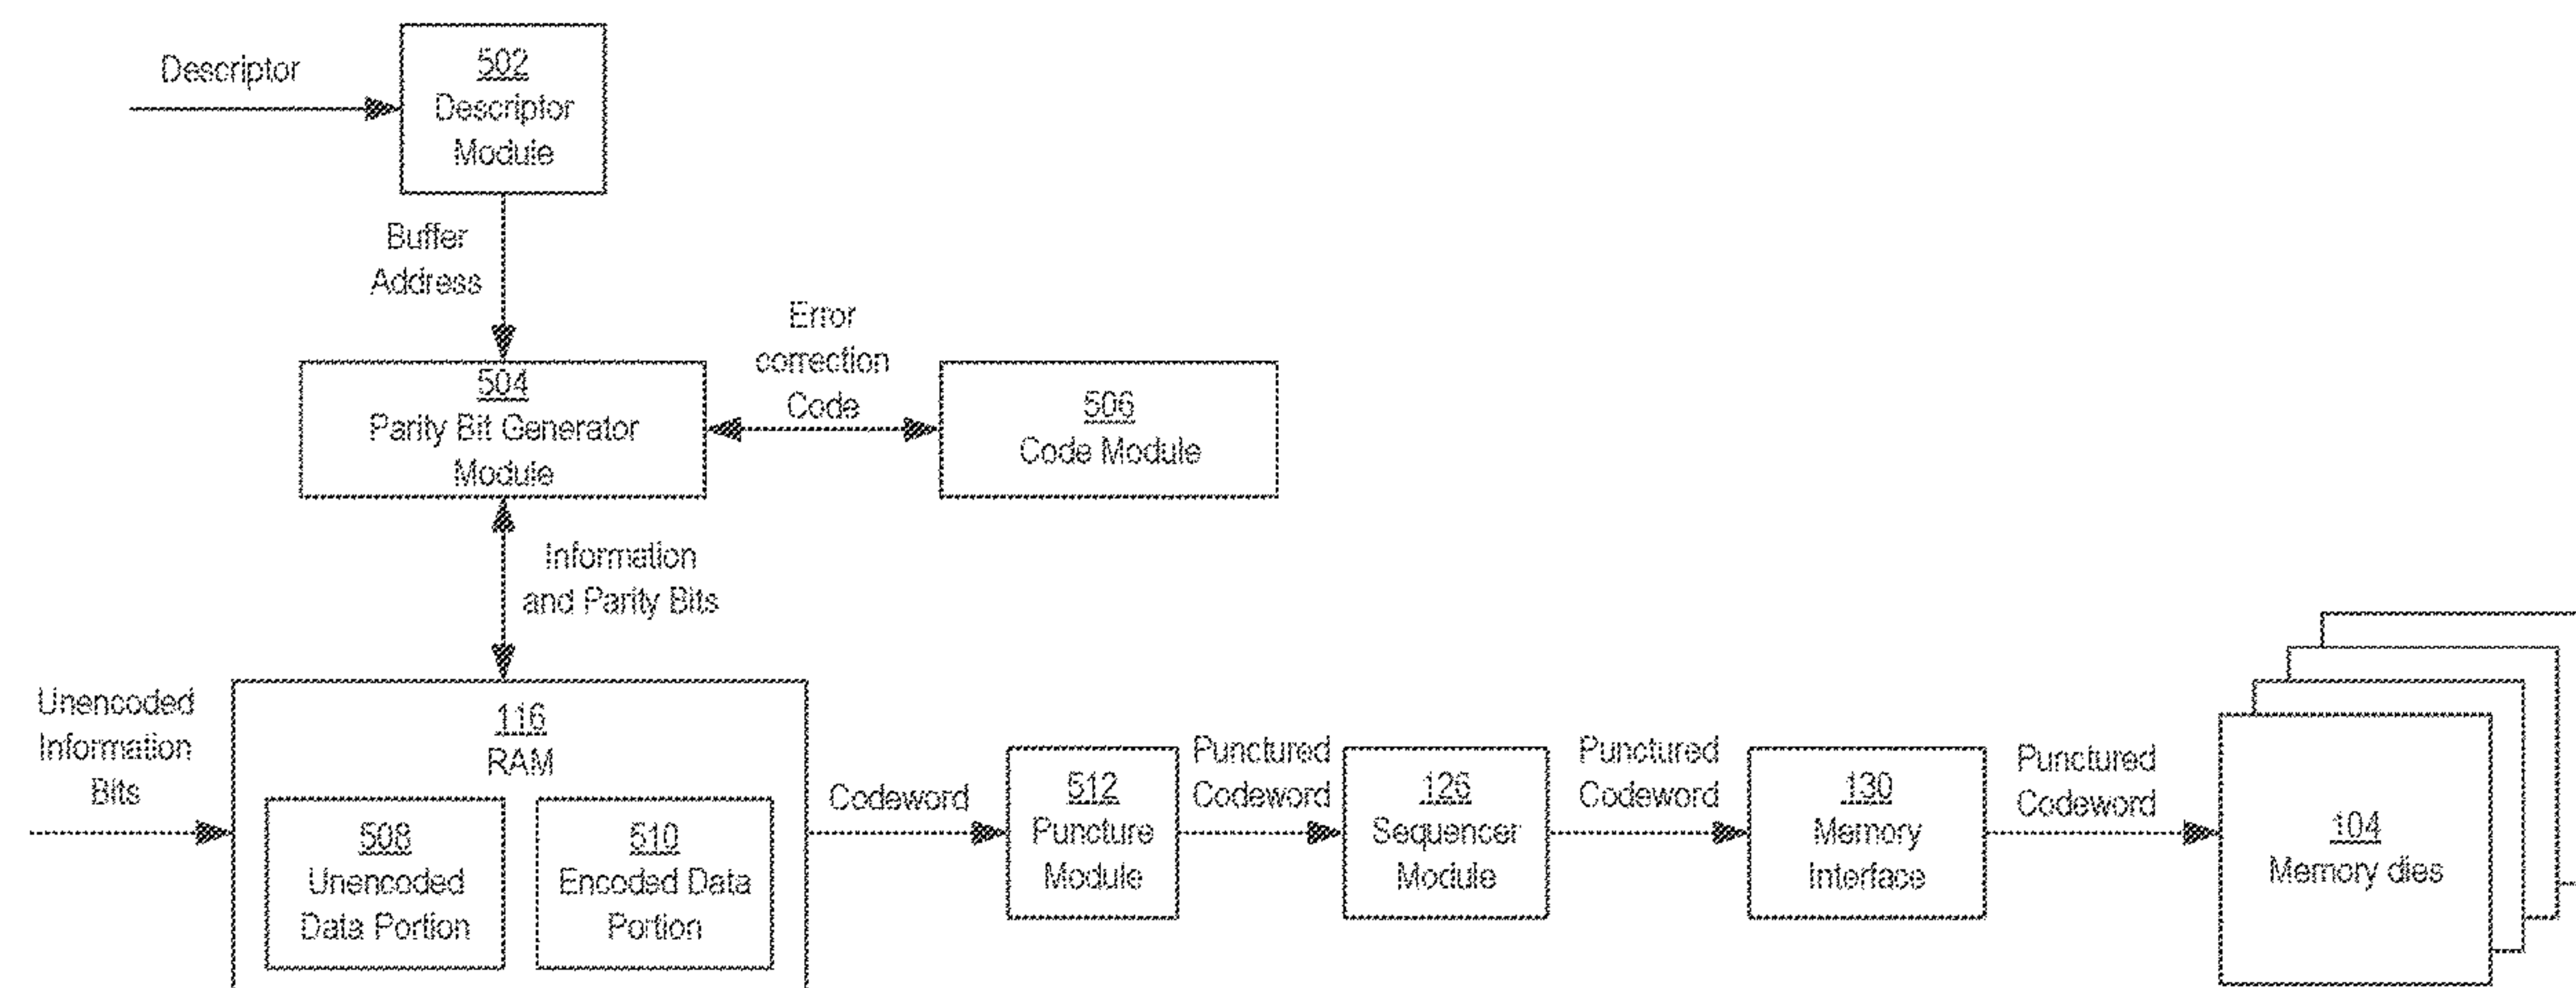 Descriptor
502
Descriptor
Module
Buffer
Address
Error
correction
Code
504
Parity Bit Generator
Module
506
Code Module
Information
and Parity Bits
Unencoded
Information
Bits
116
RAM
508
Unencoded
Data Portion
510
Encoded Data
Portion
Codeword
512
Puncture
Module
Punctured
Codeword
126
Sequencer
Module
Punctured
Codeword
130
Memory
Interface
Punctured
Codeword
104
Memory dies